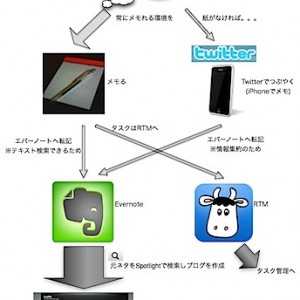 常にメモれる環境を
紙がなければ。。。
twitter
メモる
Twitterでつぶやく
(iPhoneでメモ)
エバーノートへ転記
※テキスト検索できるため
タスクはRTMへ
エバーノートへ転記
※情報集約のため
Evernote
RTM
元ネタをSpotlightで検索しブログを作成
タスク管理へ